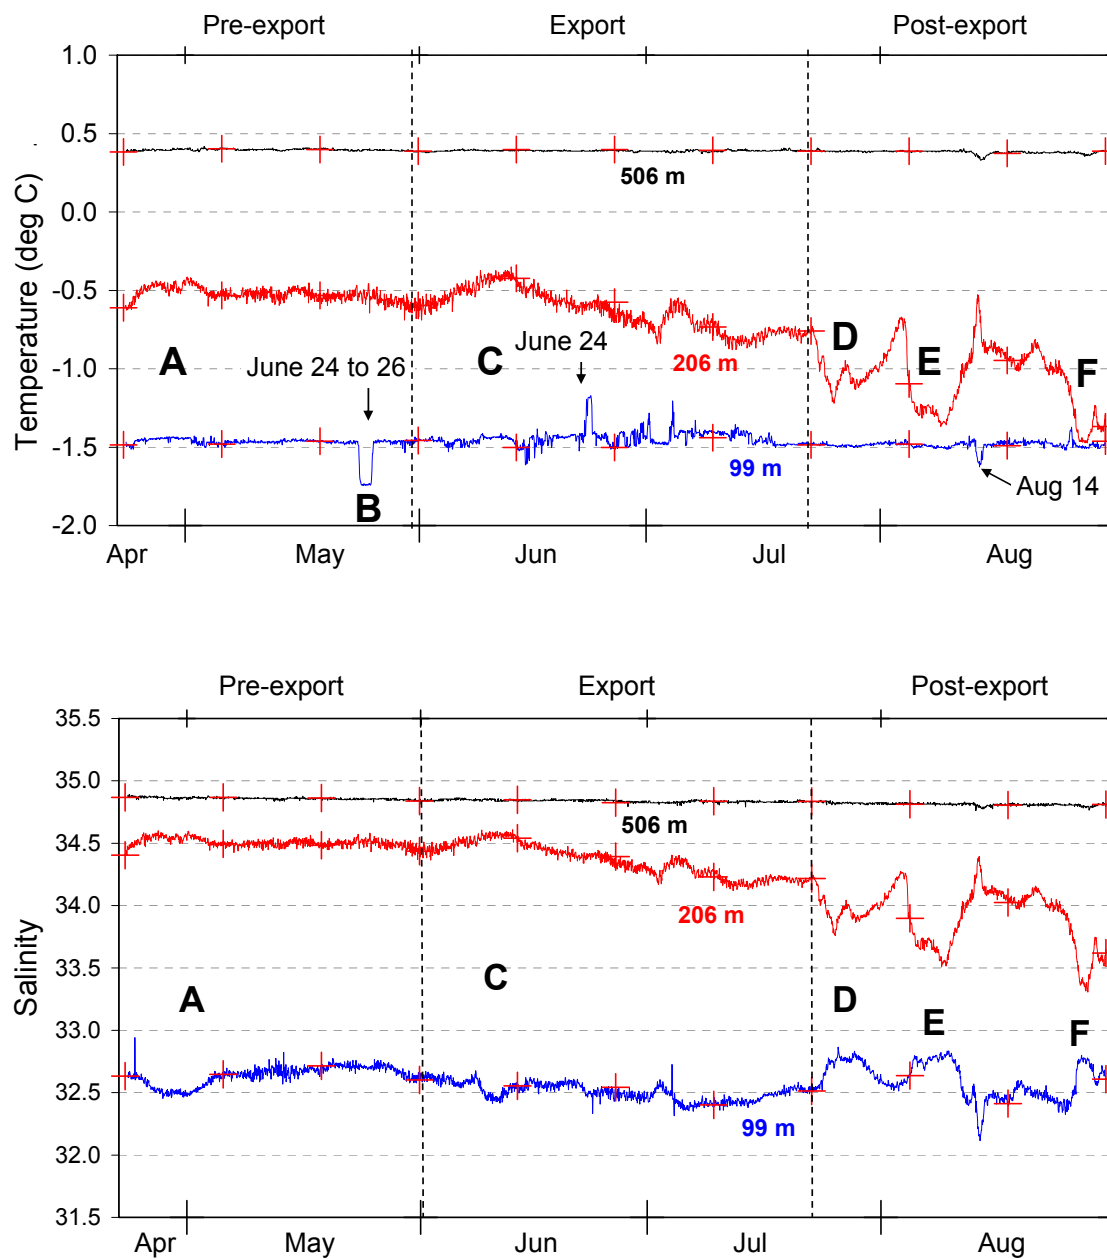 Pre-export Export Post-export
1.0
0.5
506 m
0.0
Temperature (deg C)
-0.5
D
A June 24 to 26 C June 24 206 m E F
-1.0
-1.5
99 m
Aug 14
B
-2.0
Apr May Jun Jul Aug
Pre-export Export Post-export
35.5
35.0
506 m
34.5
34.0
206 m
Salinity
33.5
A C D E F
33.0
32.5
99 m
32.0
31.5
Apr May Jun Jul Aug